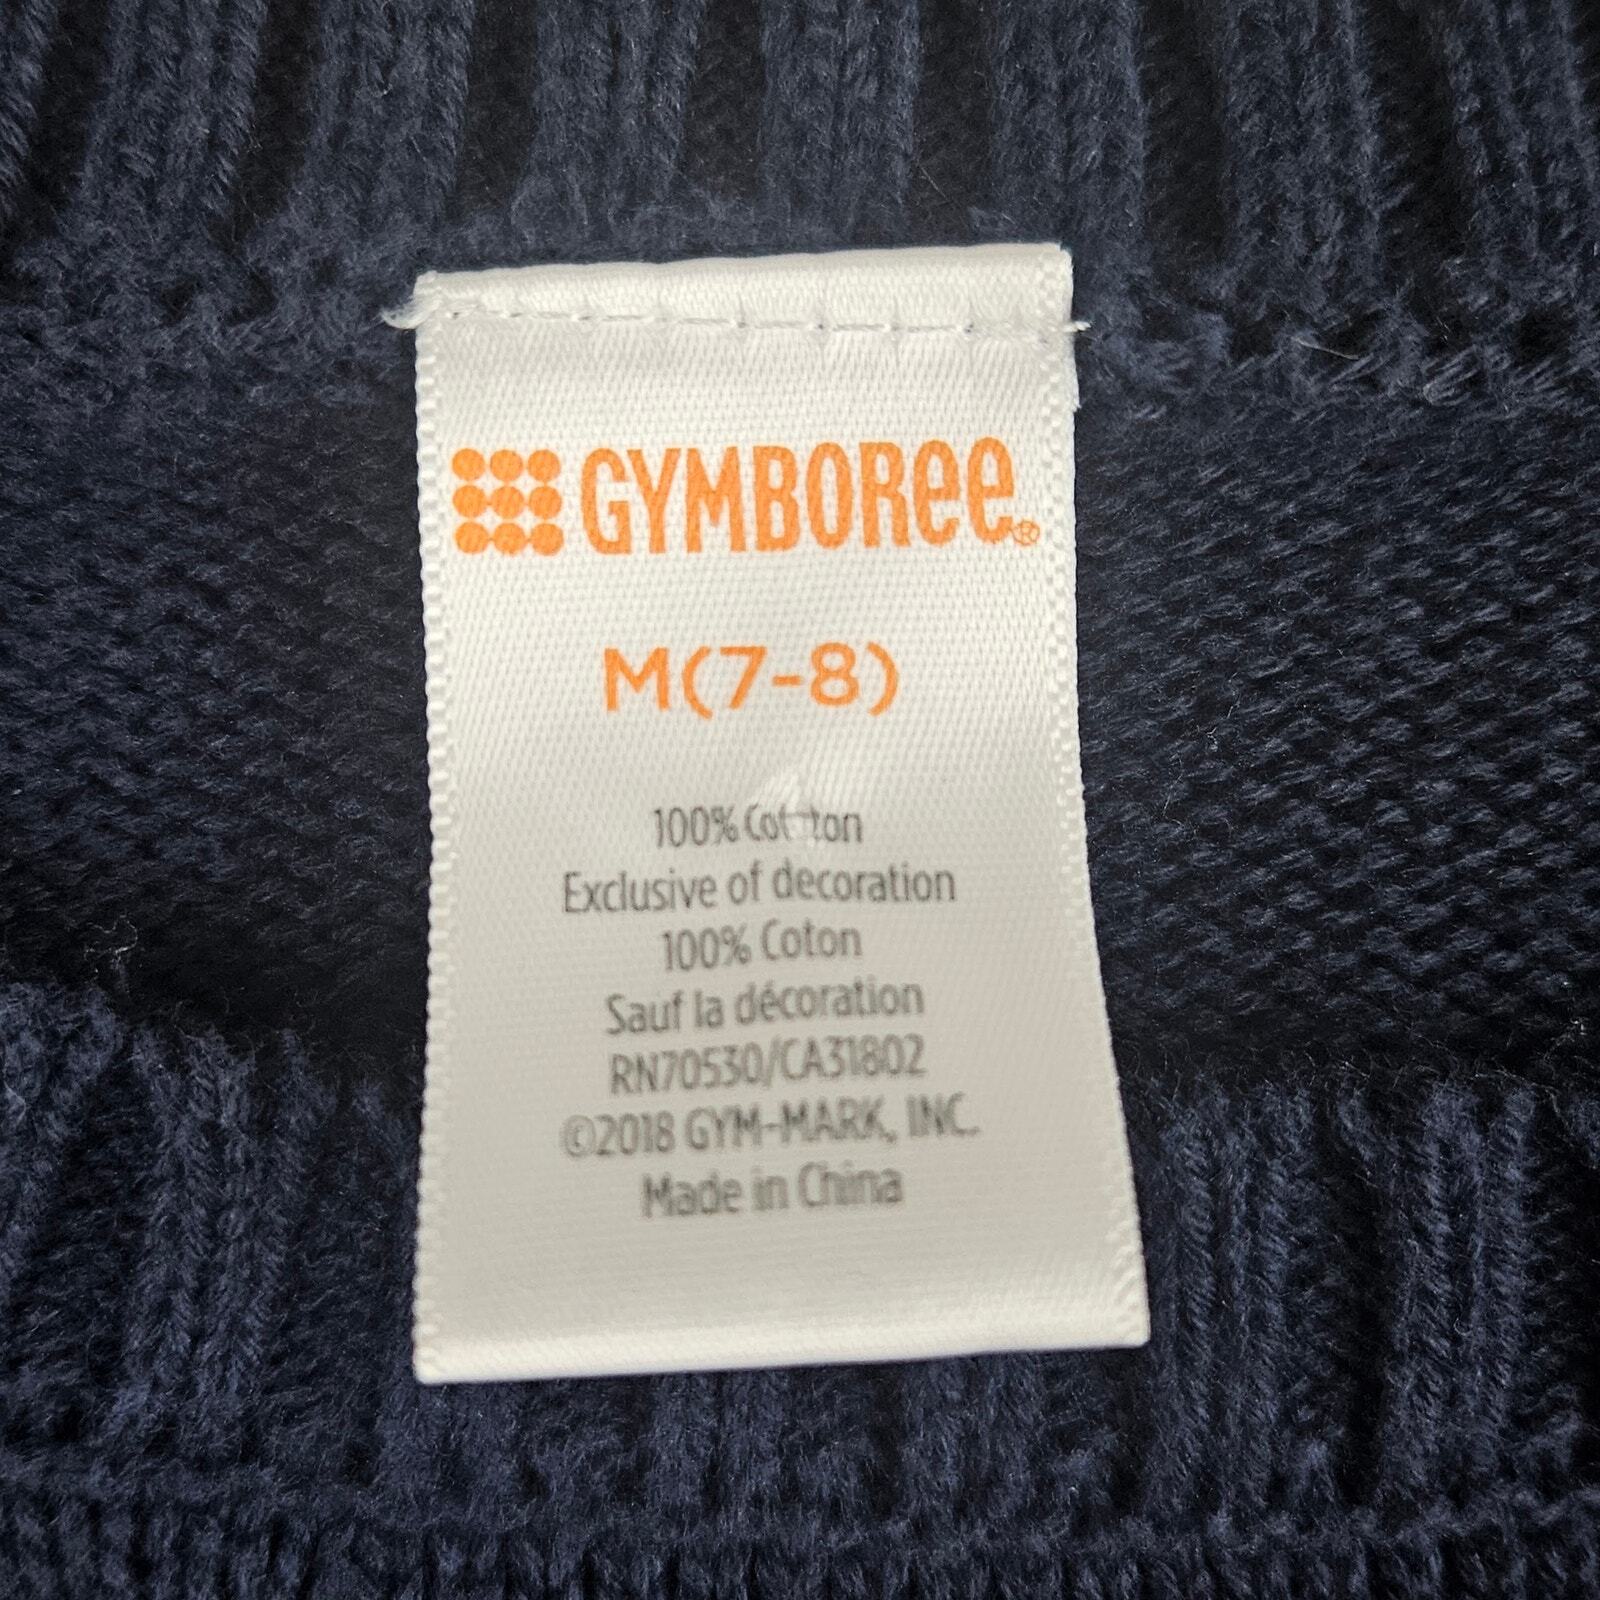 GYMBOREE®
M(7-8)
100% Cotton
Exclusive of decoration
100% Coton
Sauf la décoration
RN70530/CA31802
©2018 GYM-MARK, INC.
Made in China